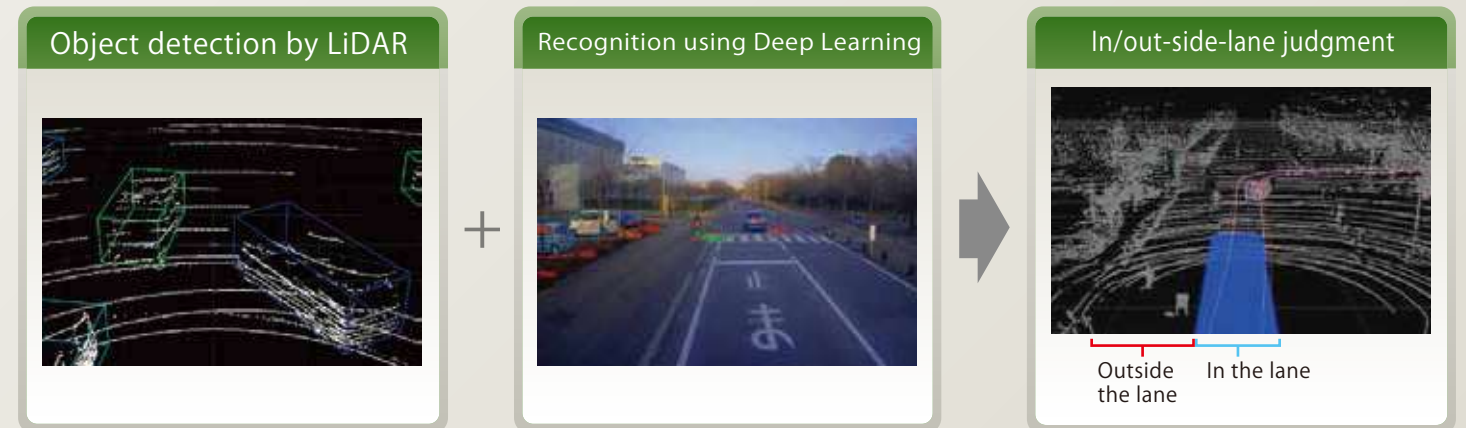 Object detection by LiDAR
Recognition using Deep Learning
In/out-side-lane judgment
+
Outside
the lane
In the lane